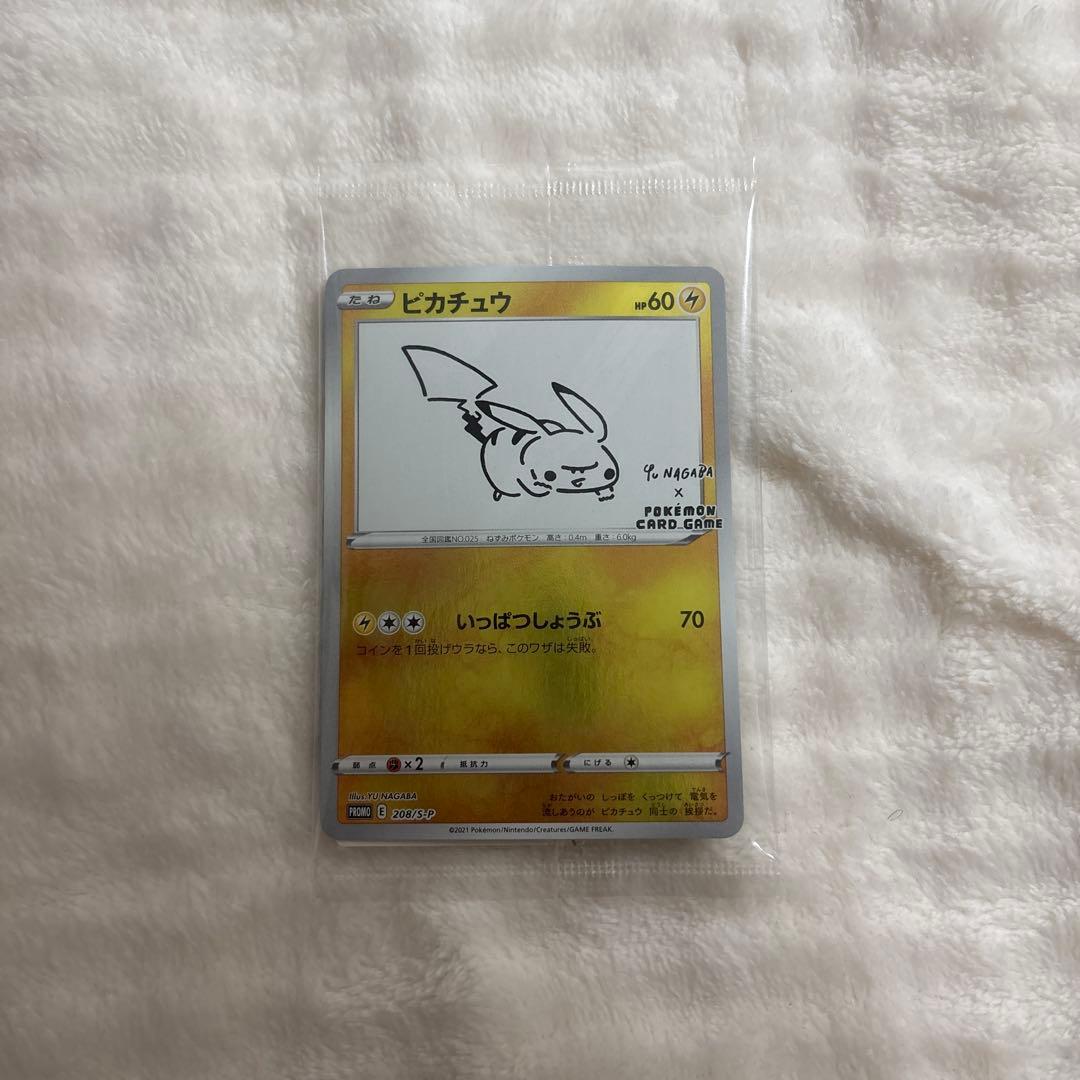 たね ピカチュウ HP60
Yu NAGABA
×
POKÉMON
CARD GAME
全国図鑑NO.025 ねずみポケモン 高さ:0.4m 重さ:6.0kg
いっぱつしょうぶ 70
コインを1回投げウラなら、このワザは失敗。
弱点 ×2 抵抗力 にげる
Illus. YU NAGABA
PROMO E 208/S-P
おたがいの しっぽを くっつけて 電気を
流しあうのが ピカチュウ 同士の 挨拶だ。
©2021 Pokémon/Nintendo/Creatures/GAME FREAK.